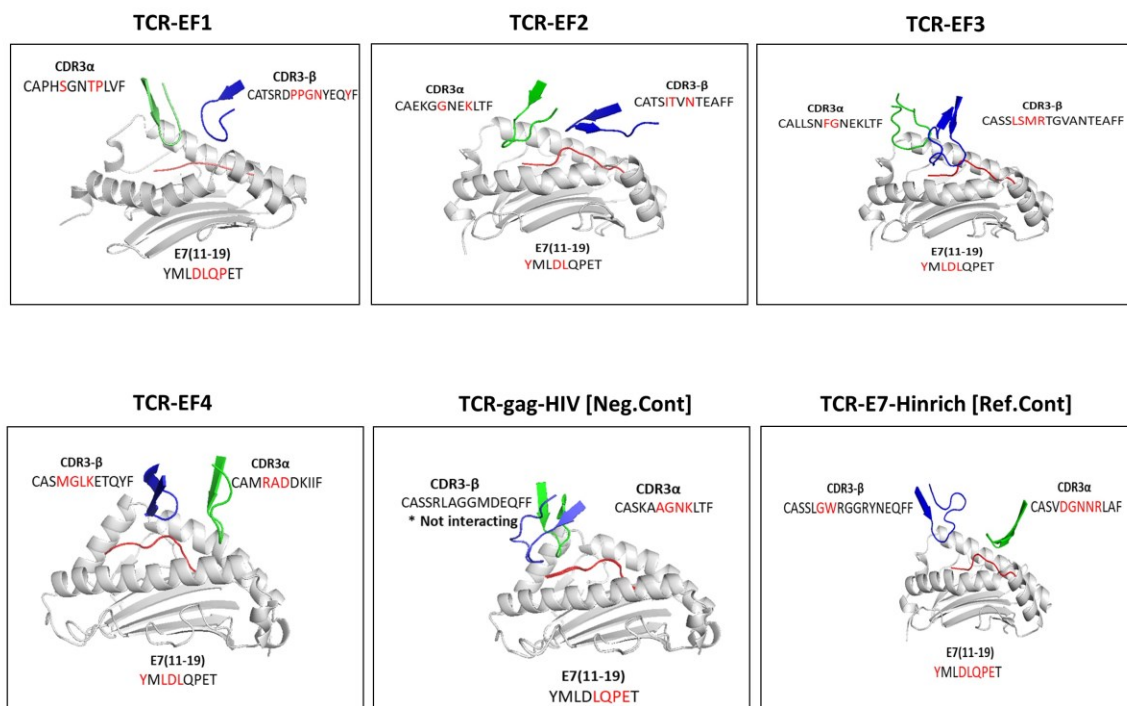 TCR-EF1
CDR3α
CAPHSGNTPLVF
CDR3-β
CATSRDPPGNYEQYF
E7(11-19)
YMLDLQPET
TCR-EF2
CDR3α
CAEKGGNEKLTF
CDR3-β
CATSITVNTEAFF
E7(11-19)
YMLDLQPET
TCR-EF3
CDR3α
CALLSNFGNEKLTF
CDR3-β
CASSLSMRTGVANTEAFF
E7(11-19)
YMLDLQPET
TCR-EF4
CDR3-β
CASMGLKETQYF
CDR3α
CAMRADDKIIF
E7(11-19)
YMLDLQPET
TCR-gag-HIV [Neg.Cont]
CDR3-β
CASSRLAGGMDEQFF
* Not interacting
CDR3α
CASKAAGNKLTF
E7(11-19)
YMLDLQPET
TCR-E7-Hinrich [Ref.Cont]
CDR3-β
CASSLGWRGGRYNEQFF
CDR3α
CASVDGNNRLAF
E7(11-19)
YMLDLQPET